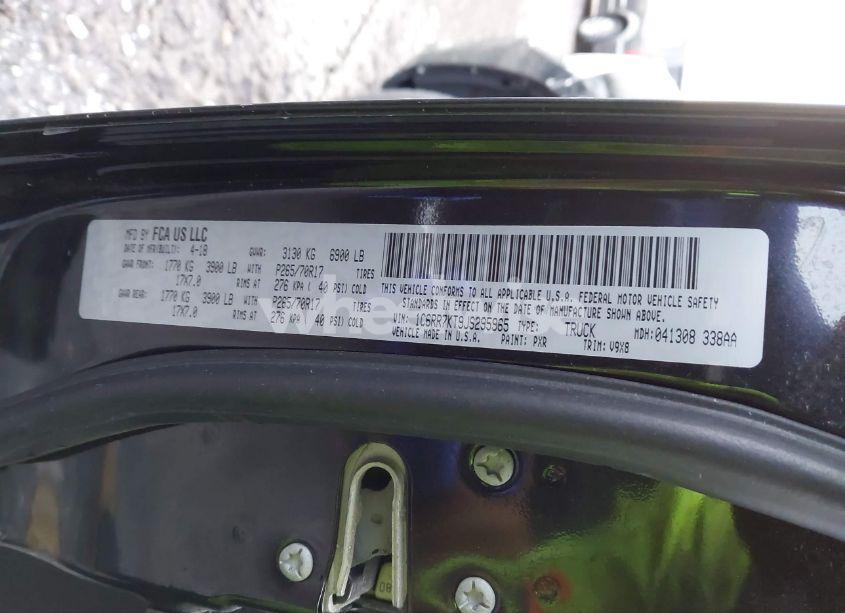 MFD BY FCA US LLC
DATE OF MFR(BUILT): 4-18 GVWR: 3130 KG 6900 LB
GAWR FRONT: 1770 KG 3900 LB WITH P265/70R17 TIRES
17X7.0 RIMS AT 276 KPA ( 40 PSI) COLD
GAWR REAR: 1770 KG 3900 LB WITH P265/70R17 TIRES
17X7.0 RIMS AT 276 KPA ( 40 PSI) COLD
THIS VEHICLE CONFORMS TO ALL APPLICABLE U.S.A. FEDERAL MOTOR VEHICLE SAFETY
STANDARDS IN EFFECT ON THE DATE OF MANUFACTURE SHOWN ABOVE.
VIN: 1C6RR7KT9JS295965 TYPE: TRUCK MDH:041308 338AA
VEHICLE MADE IN U.S.A. PAINT: PXR TRIM: V9X8